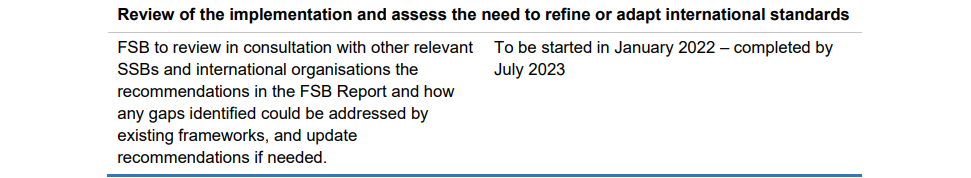 Review of the implementation and assess the need to refine or adapt international standards
FSB to review in consultation with other relevant
SSBs and international organisations the
recommendations in the FSB Report and how
any gaps identified could be addressed by
existing frameworks, and update
recommendations if needed.
To be started in January 2022 – completed by
July 2023